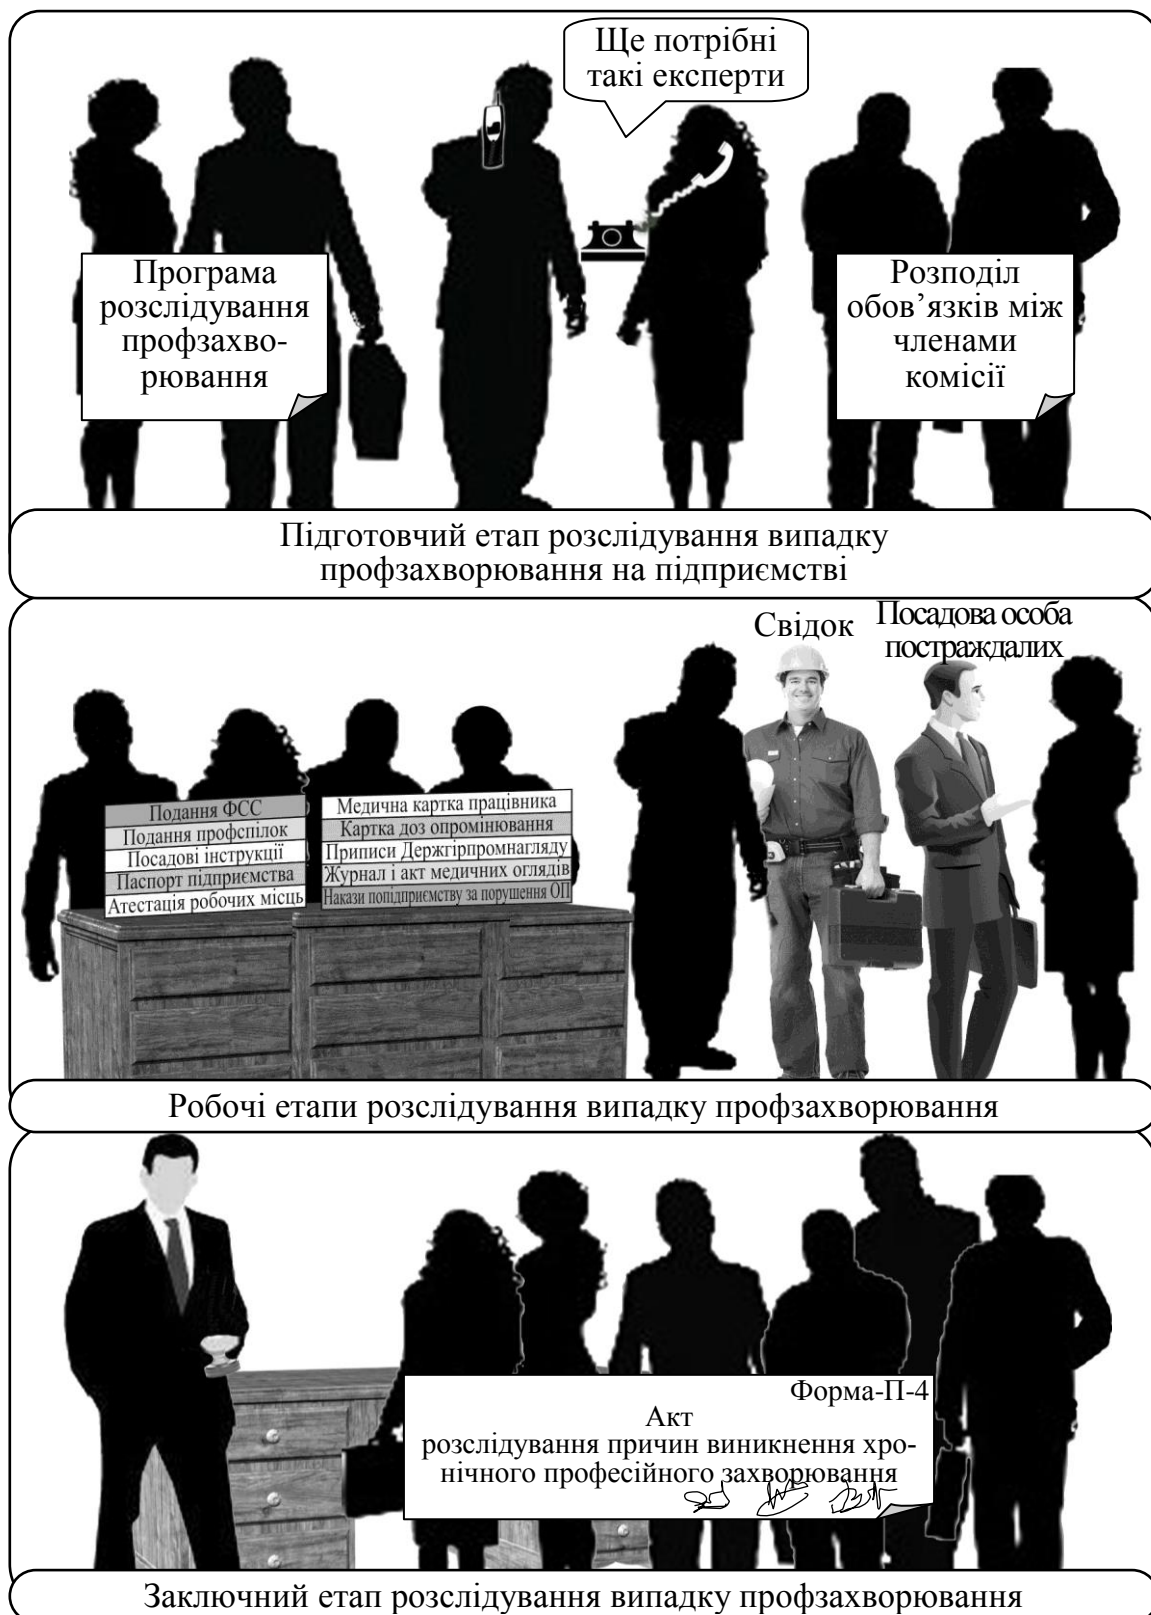 Ще потрібні
такі експерти
Програма
розслідування
профзахво-
рювання
Розподіл
обов’язків між
членами
комісії
Підготовчий етап розслідування випадку
профзахворювання на підприємстві
Свідок
Посадова особа
постраждалих
Подання ФСС
Подання профспілок
Посадові інструкції
Паспорт підприємства
Атестація робочих місць
Медична картка працівника
Картка доз опромінювання
Приписи Держгірпромнагляду
Журнал і акт медичних оглядів
Накази попідприємству за порушення ОП
Робочі етапи розслідування випадку профзахворювання
Форма-П-4
Акт
розслідування причин виникнення хро-
нічного професійного захворювання
Заключний етап розслідування випадку профзахворювання